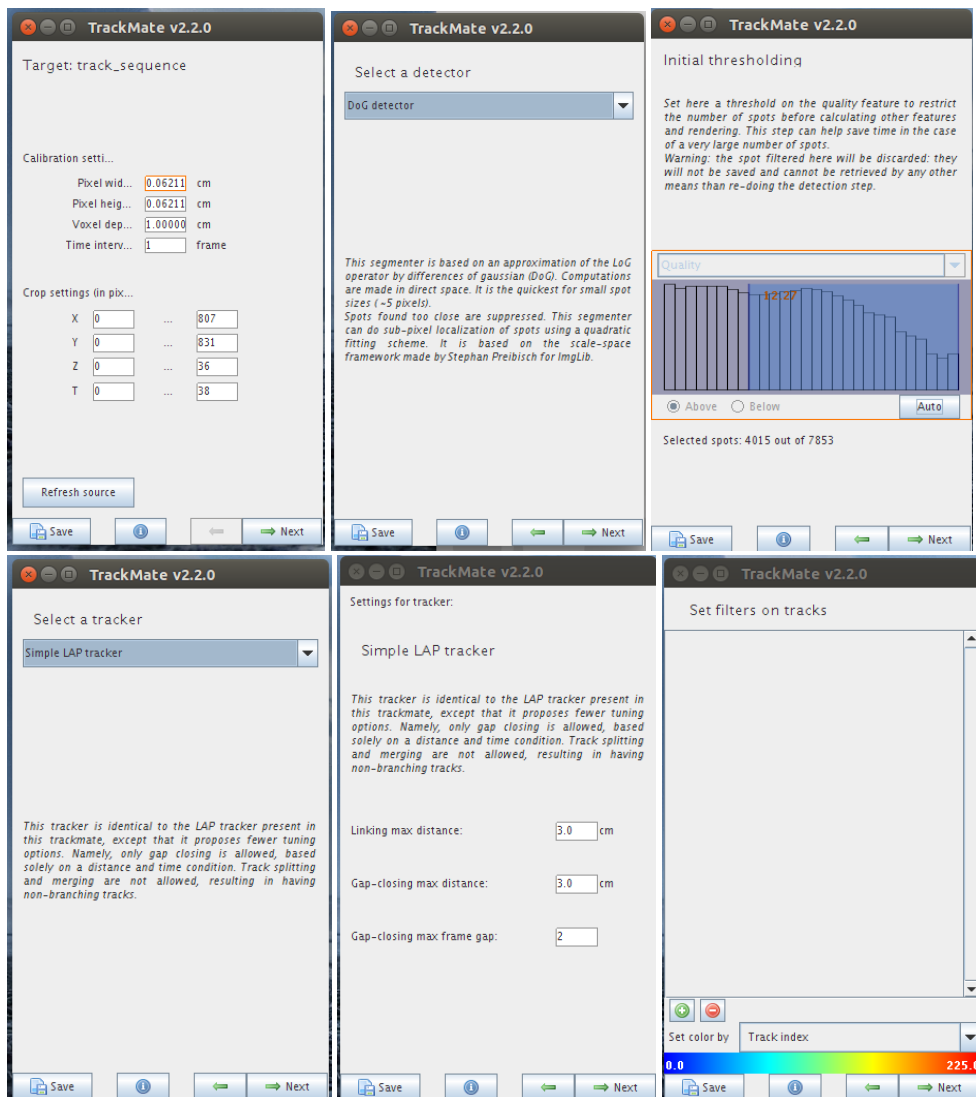 TrackMate v2.2.0
Target: track_sequence
Calibration setti...
Pixel wid... 0.06211 cm
Pixel heig... 0.06211 cm
Voxel dep... 1.00000 cm
Time interv... 1 frame
Crop settings (in pix...
X 0 ... 807
Y 0 ... 831
Z 0 ... 36
T 0 ... 38
Refresh source
Save
Next
TrackMate v2.2.0
Select a detector
DoG detector
This segmenter is based on an approximation of the LoG
operator by differences of gaussian (DoG). Computations
are made in direct space. It is the quickest for small spot
sizes (~5 pixels).
Spots found too close are suppressed. This segmenter
can do sub-pixel localization of spots using a quadratic
fitting scheme. It is based on the scale-space
framework made by Stephan Preibisch for ImgLib.
Save
Next
TrackMate v2.2.0
Initial thresholding
Set here a threshold on the quality feature to restrict
the number of spots before calculating other features
and rendering. This step can help save time in the case
of a very large number of spots.
Warning: the spot filtered here will be discarded: they
will not be saved and cannot be retrieved by any other
means than re-doing the detection step.
Quality
12.27
Above Below Auto
Selected spots: 4015 out of 7853
Save
Next
TrackMate v2.2.0
Select a tracker
Simple LAP tracker
This tracker is identical to the LAP tracker present in
this trackmate, except that it proposes fewer tuning
options. Namely, only gap closing is allowed, based
solely on a distance and time condition. Track splitting
and merging are not allowed, resulting in having
non-branching tracks.
Save
Next
TrackMate v2.2.0
Settings for tracker:
Simple LAP tracker
This tracker is identical to the LAP tracker present in
this trackmate, except that it proposes fewer tuning
options. Namely, only gap closing is allowed, based
solely on a distance and time condition. Track splitting
and merging are not allowed, resulting in having
non-branching tracks.
Linking max distance: 3.0 cm
Gap-closing max distance: 3.0 cm
Gap-closing max frame gap: 2
Save
Next
TrackMate v2.2.0
Set filters on tracks
Set color by Track index
0.0 225.0
Save
Next